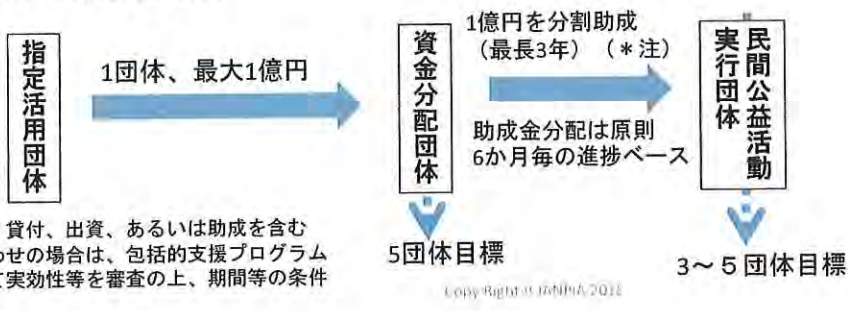 指定活用団体
1団体、最大1億円
資金分配団体
1億円を分割助成
(最長3年)(*注)
助成金分配は原則
6か月毎の進捗ベース
民間公益活動
実行団体
貸付、出資、あるいは助成を含む
わせの場合は、包括的支援プログラム
て実効性等を審査の上、期間等の条件
5団体目標
3~5団体目標
Copy Right